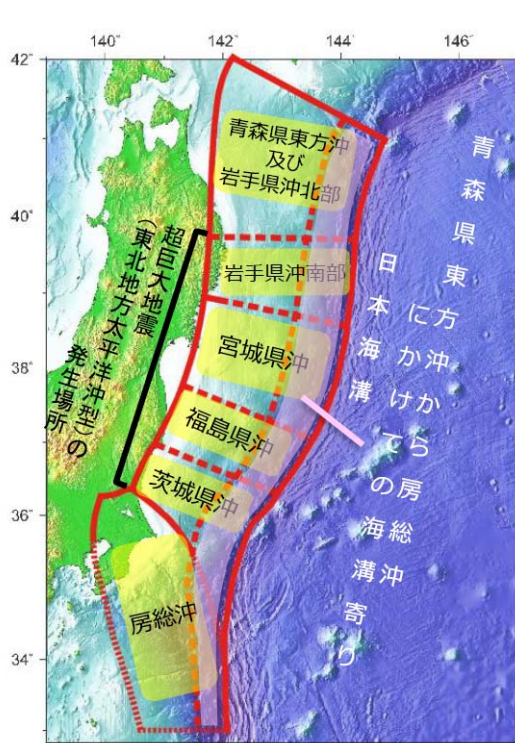 140˚
142˚
144˚
146˚
42˚
40˚
38˚
36˚
34˚
青森県東方沖
及び
岩手県沖北部
岩手県沖南部
宮城県沖
福島県沖
茨城県沖
房総沖
超巨大地震
（東北地方太平洋沖型）の
発生場所
日本海溝
青森県東方沖から房総沖
にかけての海溝寄り